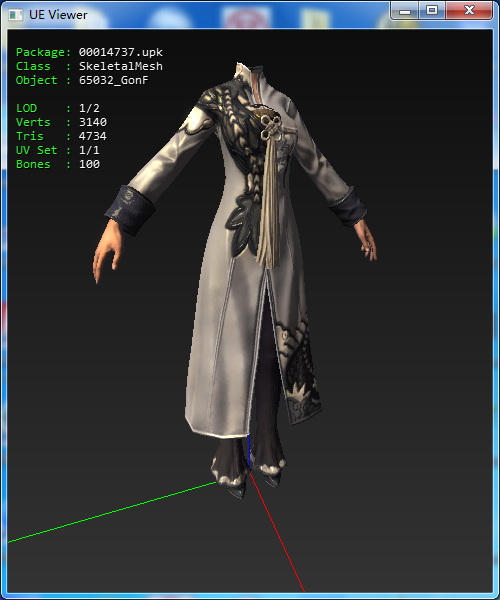 UE Viewer
Package: 00014737.upk
Class : SkeletalMesh
Object : 65032_GonF
LOD : 1/2
Verts : 3140
Tris : 4734
UV Set : 1/1
Bones : 100